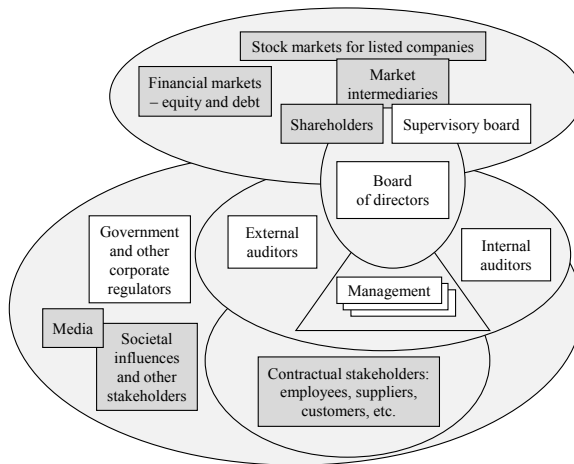 Stock markets for listed companies
Financial markets
– equity and debt
Market
intermediaries
Shareholders
Supervisory board
Board
of directors
Government
and other
corporate
regulators
External
auditors
Internal
auditors
Management
Media
Societal
influences
and other
stakeholders
Contractual stakeholders:
employees, suppliers,
customers, etc.